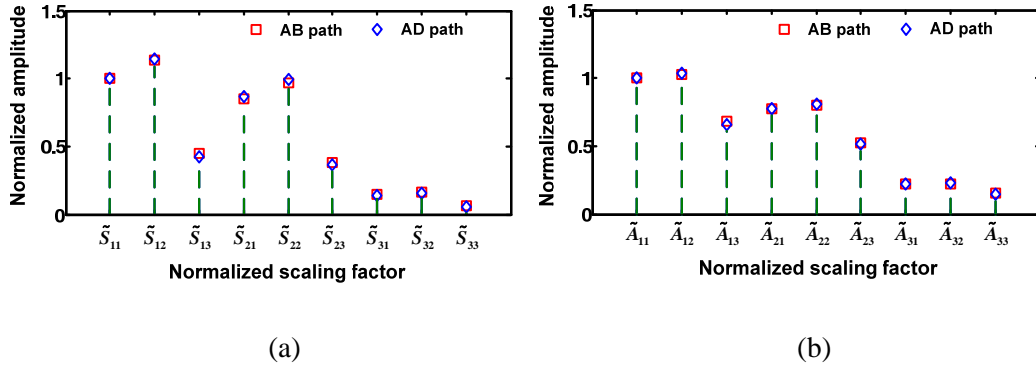 1.5
1
0.5
0
Normalized amplitude
AB path
AD path
S̃11 S̃12 S̃13 S̃21 S̃22 S̃23 S̃31 S̃32 S̃33
Normalized scaling factor
(a)
1.5
1
0.5
0
Normalized amplitude
AB path
AD path
Ã11 Ã12 Ã13 Ã21 Ã22 Ã23 Ã31 Ã32 Ã33
Normalized scaling factor
(b)